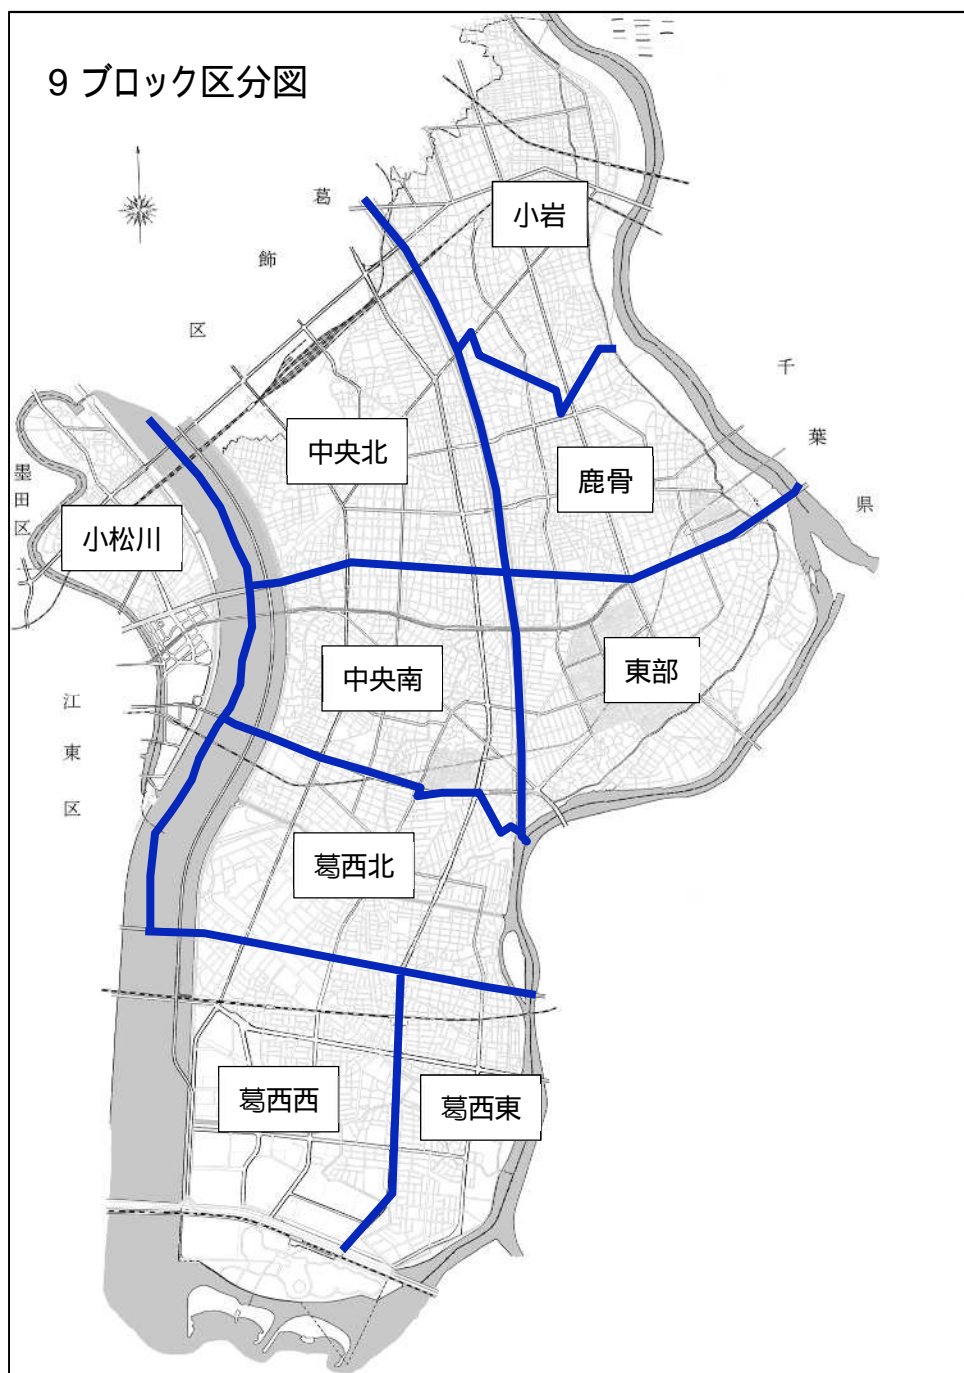 9 ブロック区分図
葛飾区
小岩
千葉県
中央北
鹿骨
墨田区
小松川
中央南
東部
江東区
葛西北
葛西西
葛西東